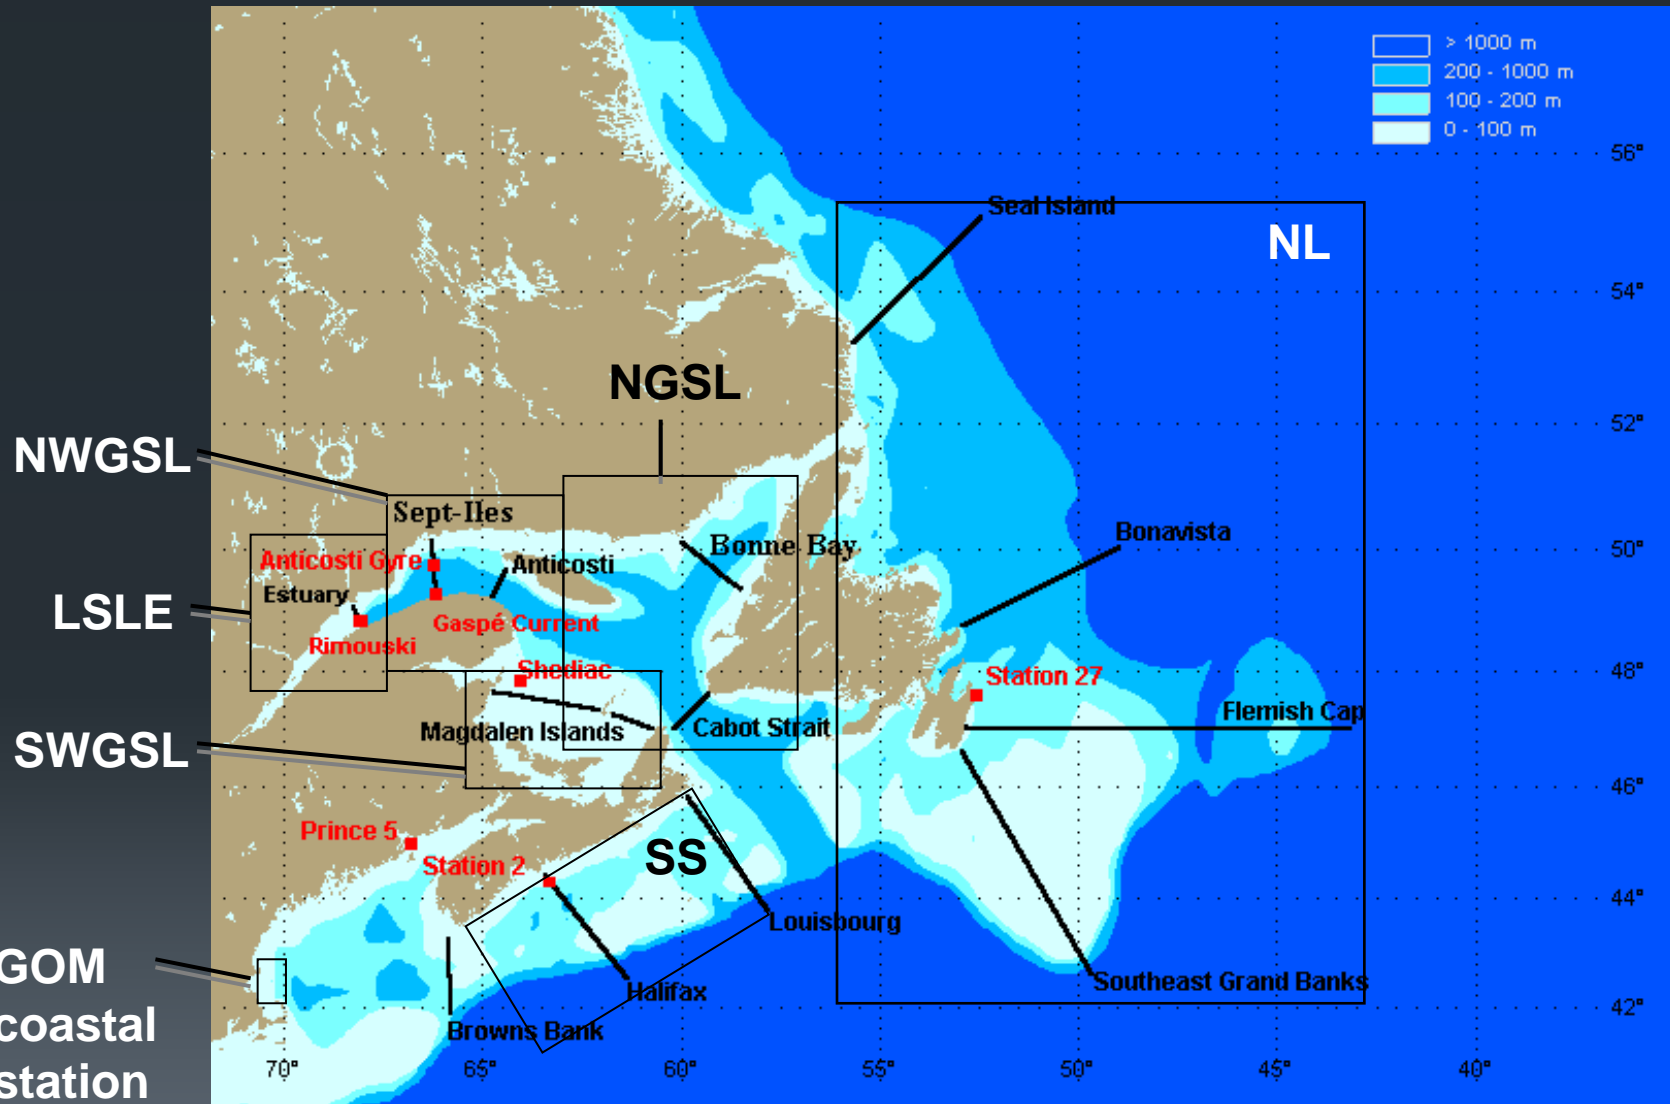 > 1000 m
200 - 1000 m
100 - 200 m
0 - 100 m
56°
Seal Island
NL
54°
NGSL
52°
NWGSL
Sept-Iles
Bonavista
Bonne Bay
50°
Anticosti Gyre
Anticosti
Estuary
LSLE
Gaspé Current
Rimouski
Shediac
48°
Station 27
Flemish Cap
Magdalen Islands
Cabot Strait
SWGSL
46°
Prince 5
Station 2
SS
44°
Louisbourg
GOM
coastal
station
Southeast Grand Banks
Halifax
42°
Browns Bank
70°
65°
60°
55°
50°
45°
40°